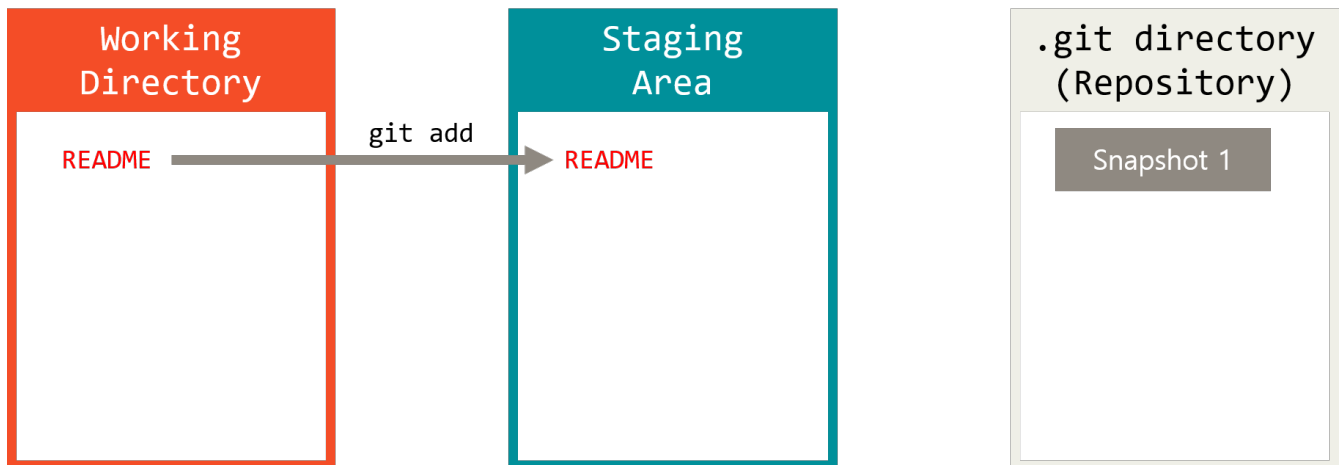 Working
Directory
Staging
Area
.git directory
(Repository)
README
git add
README
Snapshot 1